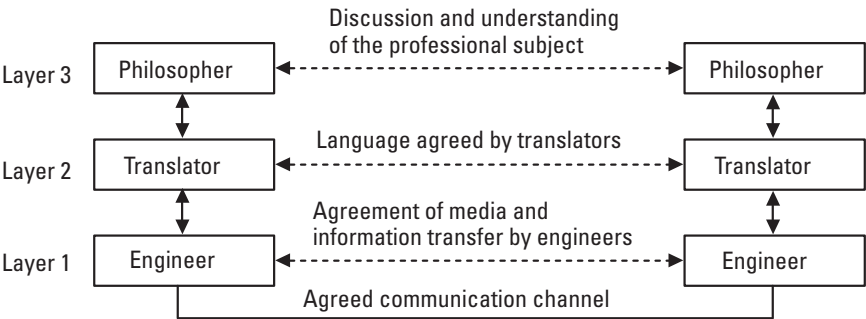 Discussion and understanding
of the professional subject
Layer 3
Philosopher
Philosopher
Layer 2
Translator
Language agreed by translators
Translator
Agreement of media and
information transfer by engineers
Layer 1
Engineer
Engineer
Agreed communication channel